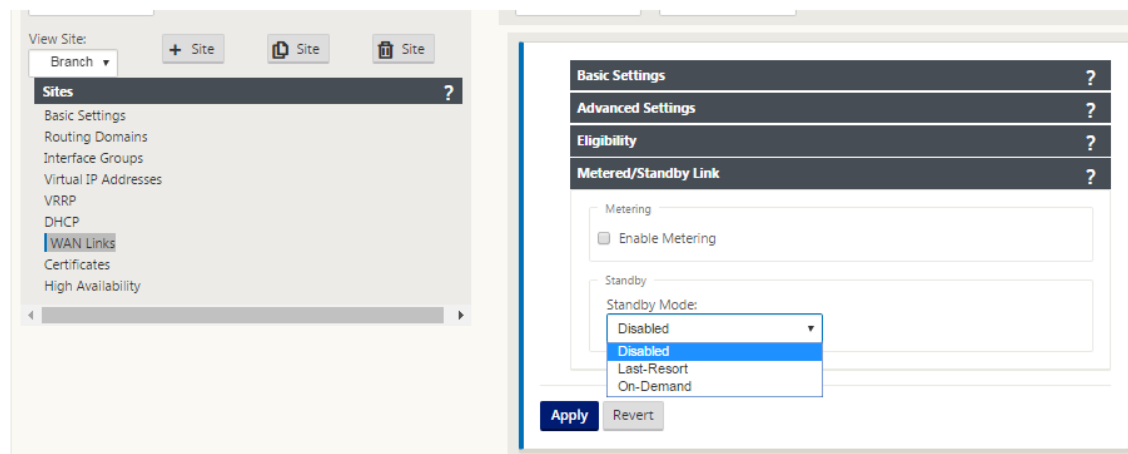 View Site:
Branch
+ Site
Site
Site
Sites ?
Basic Settings
Routing Domains
Interface Groups
Virtual IP Addresses
VRRP
DHCP
WAN Links
Certificates
High Availability
Basic Settings ?
Advanced Settings ?
Eligibility ?
Metered/Standby Link ?
Metering
Enable Metering
Standby
Standby Mode:
Disabled
Disabled
Last-Resort
On-Demand
Apply Revert